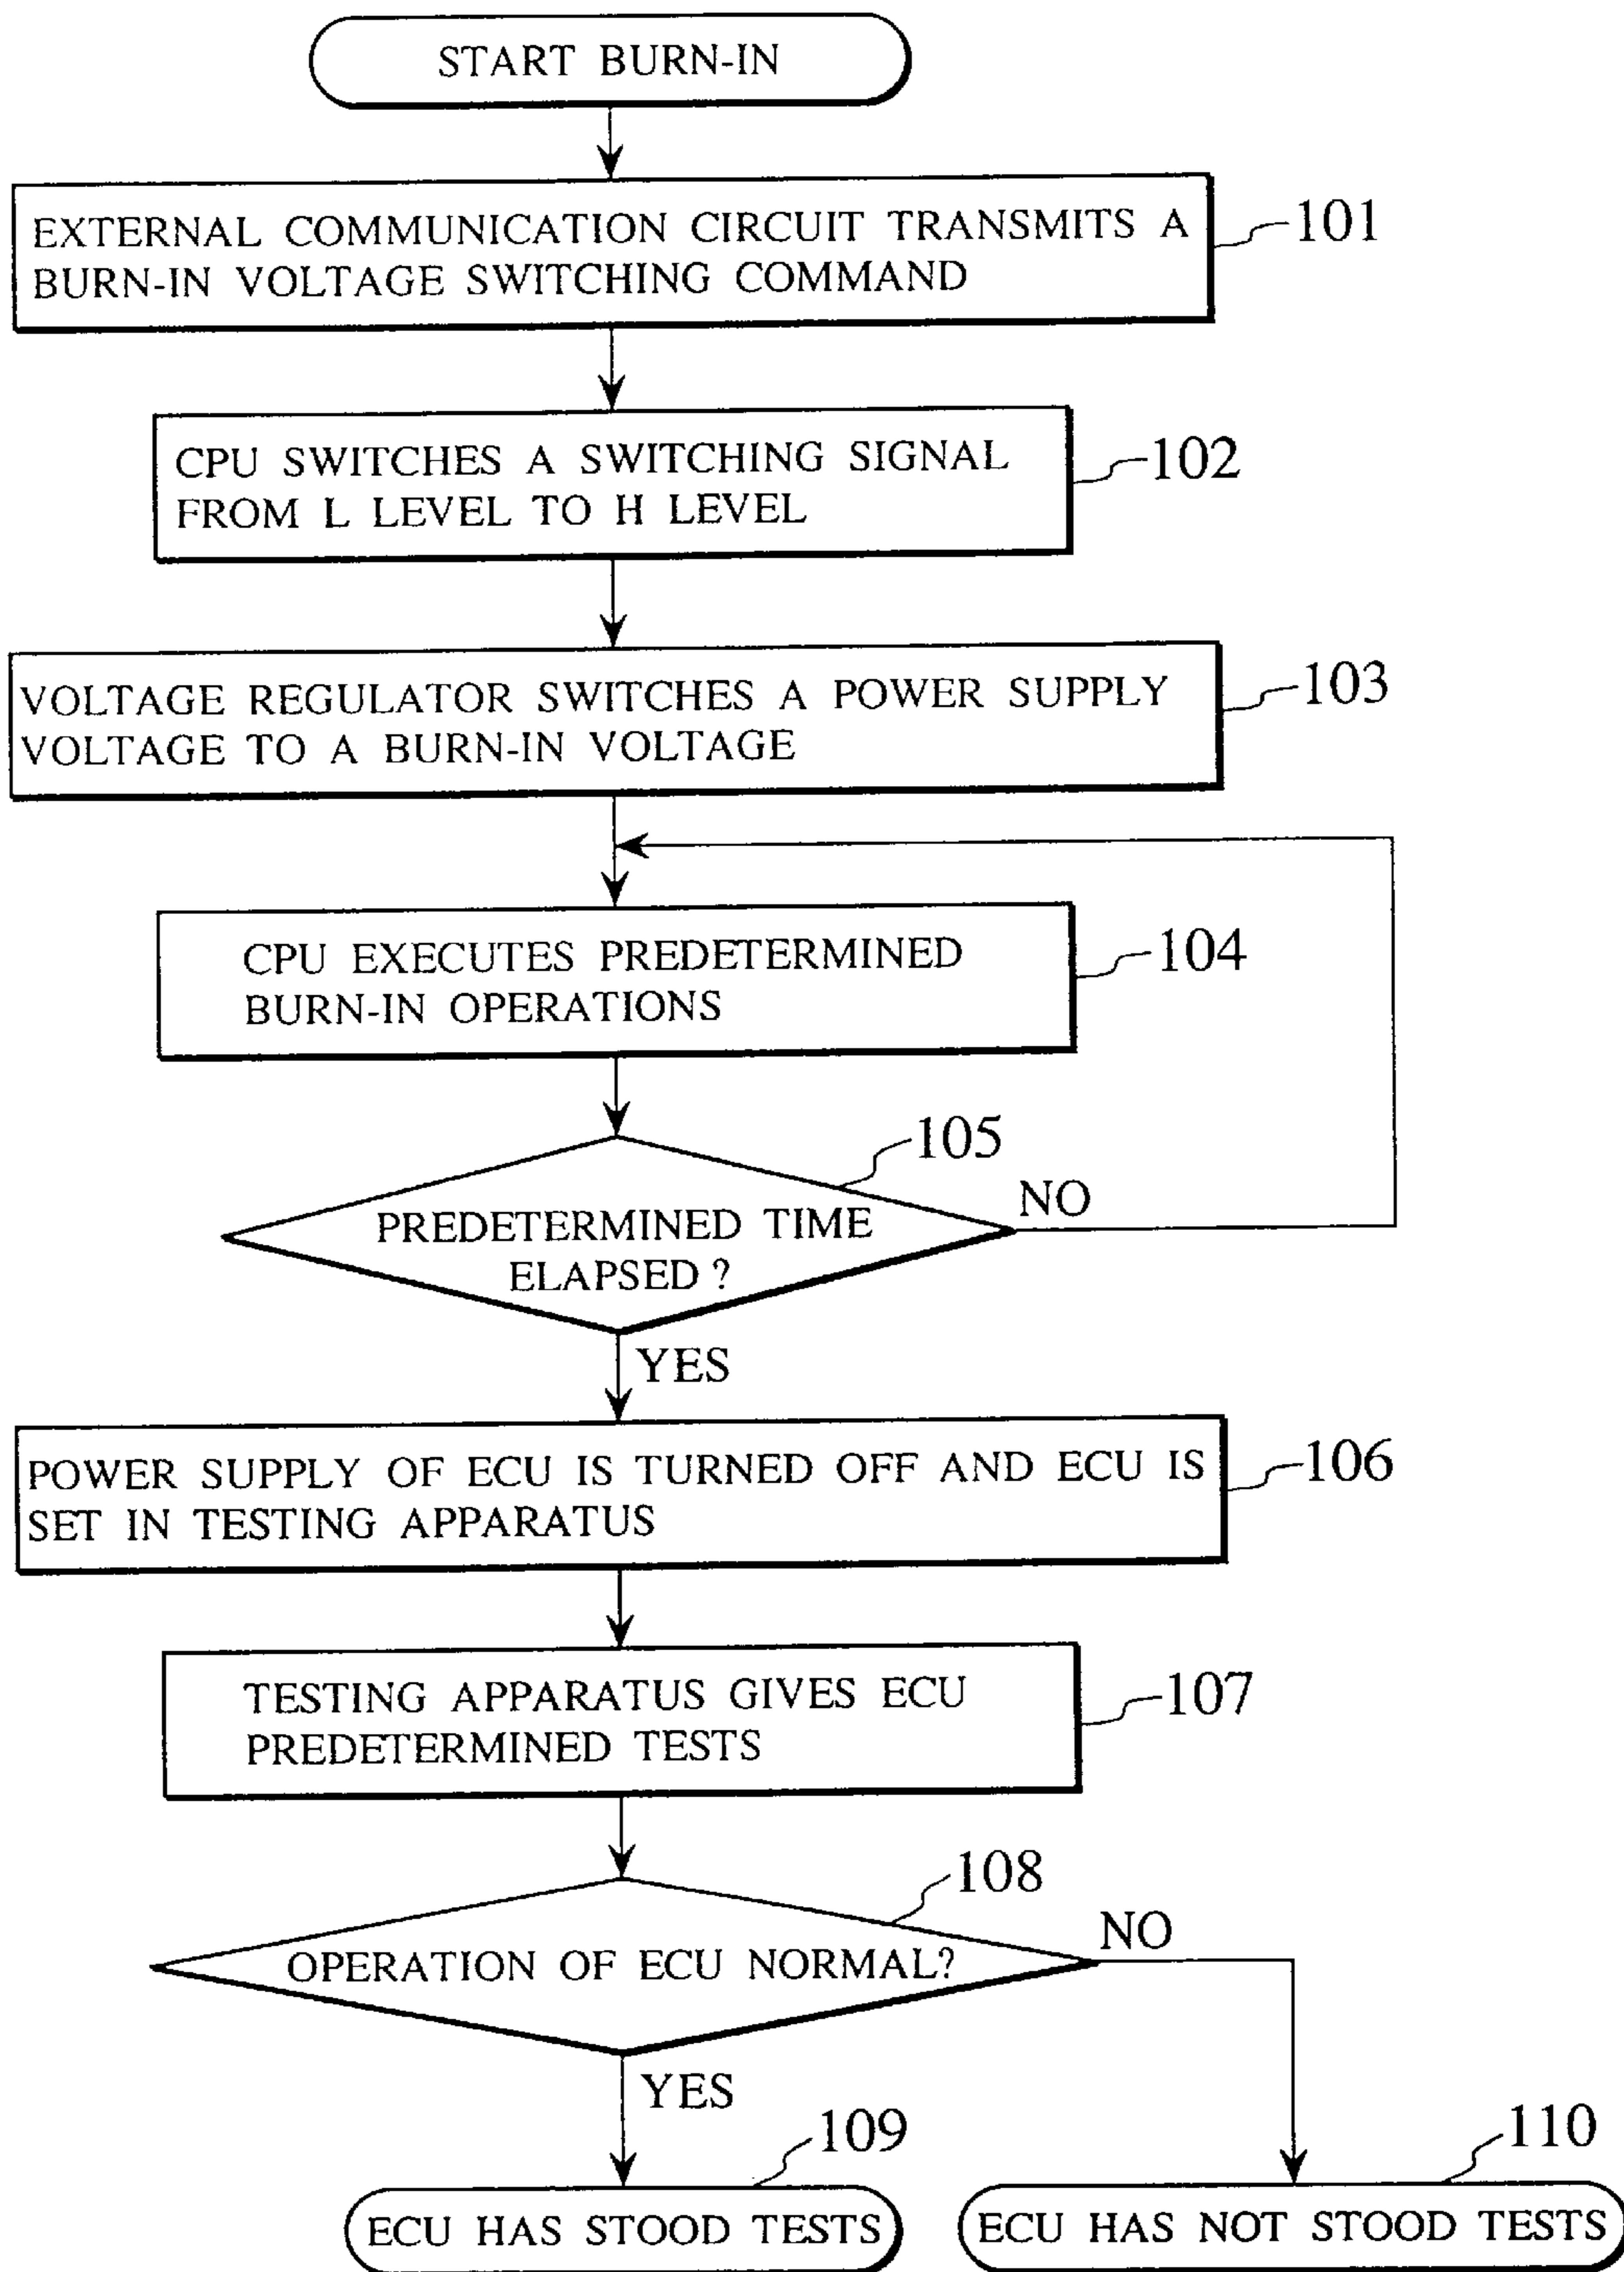 START BURN-IN
EXTERNAL COMMUNICATION CIRCUIT TRANSMITS A
BURN-IN VOLTAGE SWITCHING COMMAND
101
CPU SWITCHES A SWITCHING SIGNAL
FROM L LEVEL TO H LEVEL
102
VOLTAGE REGULATOR SWITCHES A POWER SUPPLY
VOLTAGE TO A BURN-IN VOLTAGE
103
CPU EXECUTES PREDETERMINED
BURN-IN OPERATIONS
104
105
PREDETERMINED TIME
ELAPSED ?
NO
YES
POWER SUPPLY OF ECU IS TURNED OFF AND ECU IS
SET IN TESTING APPARATUS
106
TESTING APPARATUS GIVES ECU
PREDETERMINED TESTS
107
108
OPERATION OF ECU NORMAL?
NO
YES
109
ECU HAS STOOD TESTS
110
ECU HAS NOT STOOD TESTS